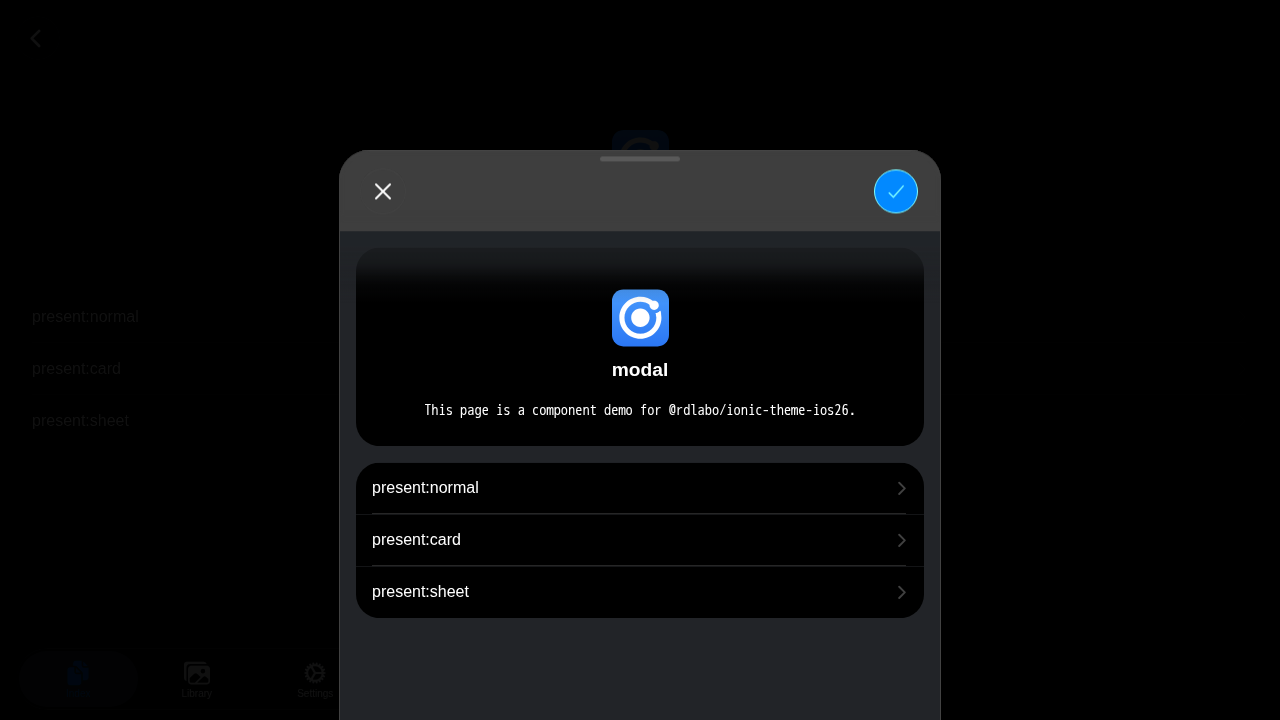 modal
This page is a component demo for @rdlabo/ionic-theme-ios26.
present:normal
present:card
present:sheet
present:normal
present:card
present:sheet
Library
Settings